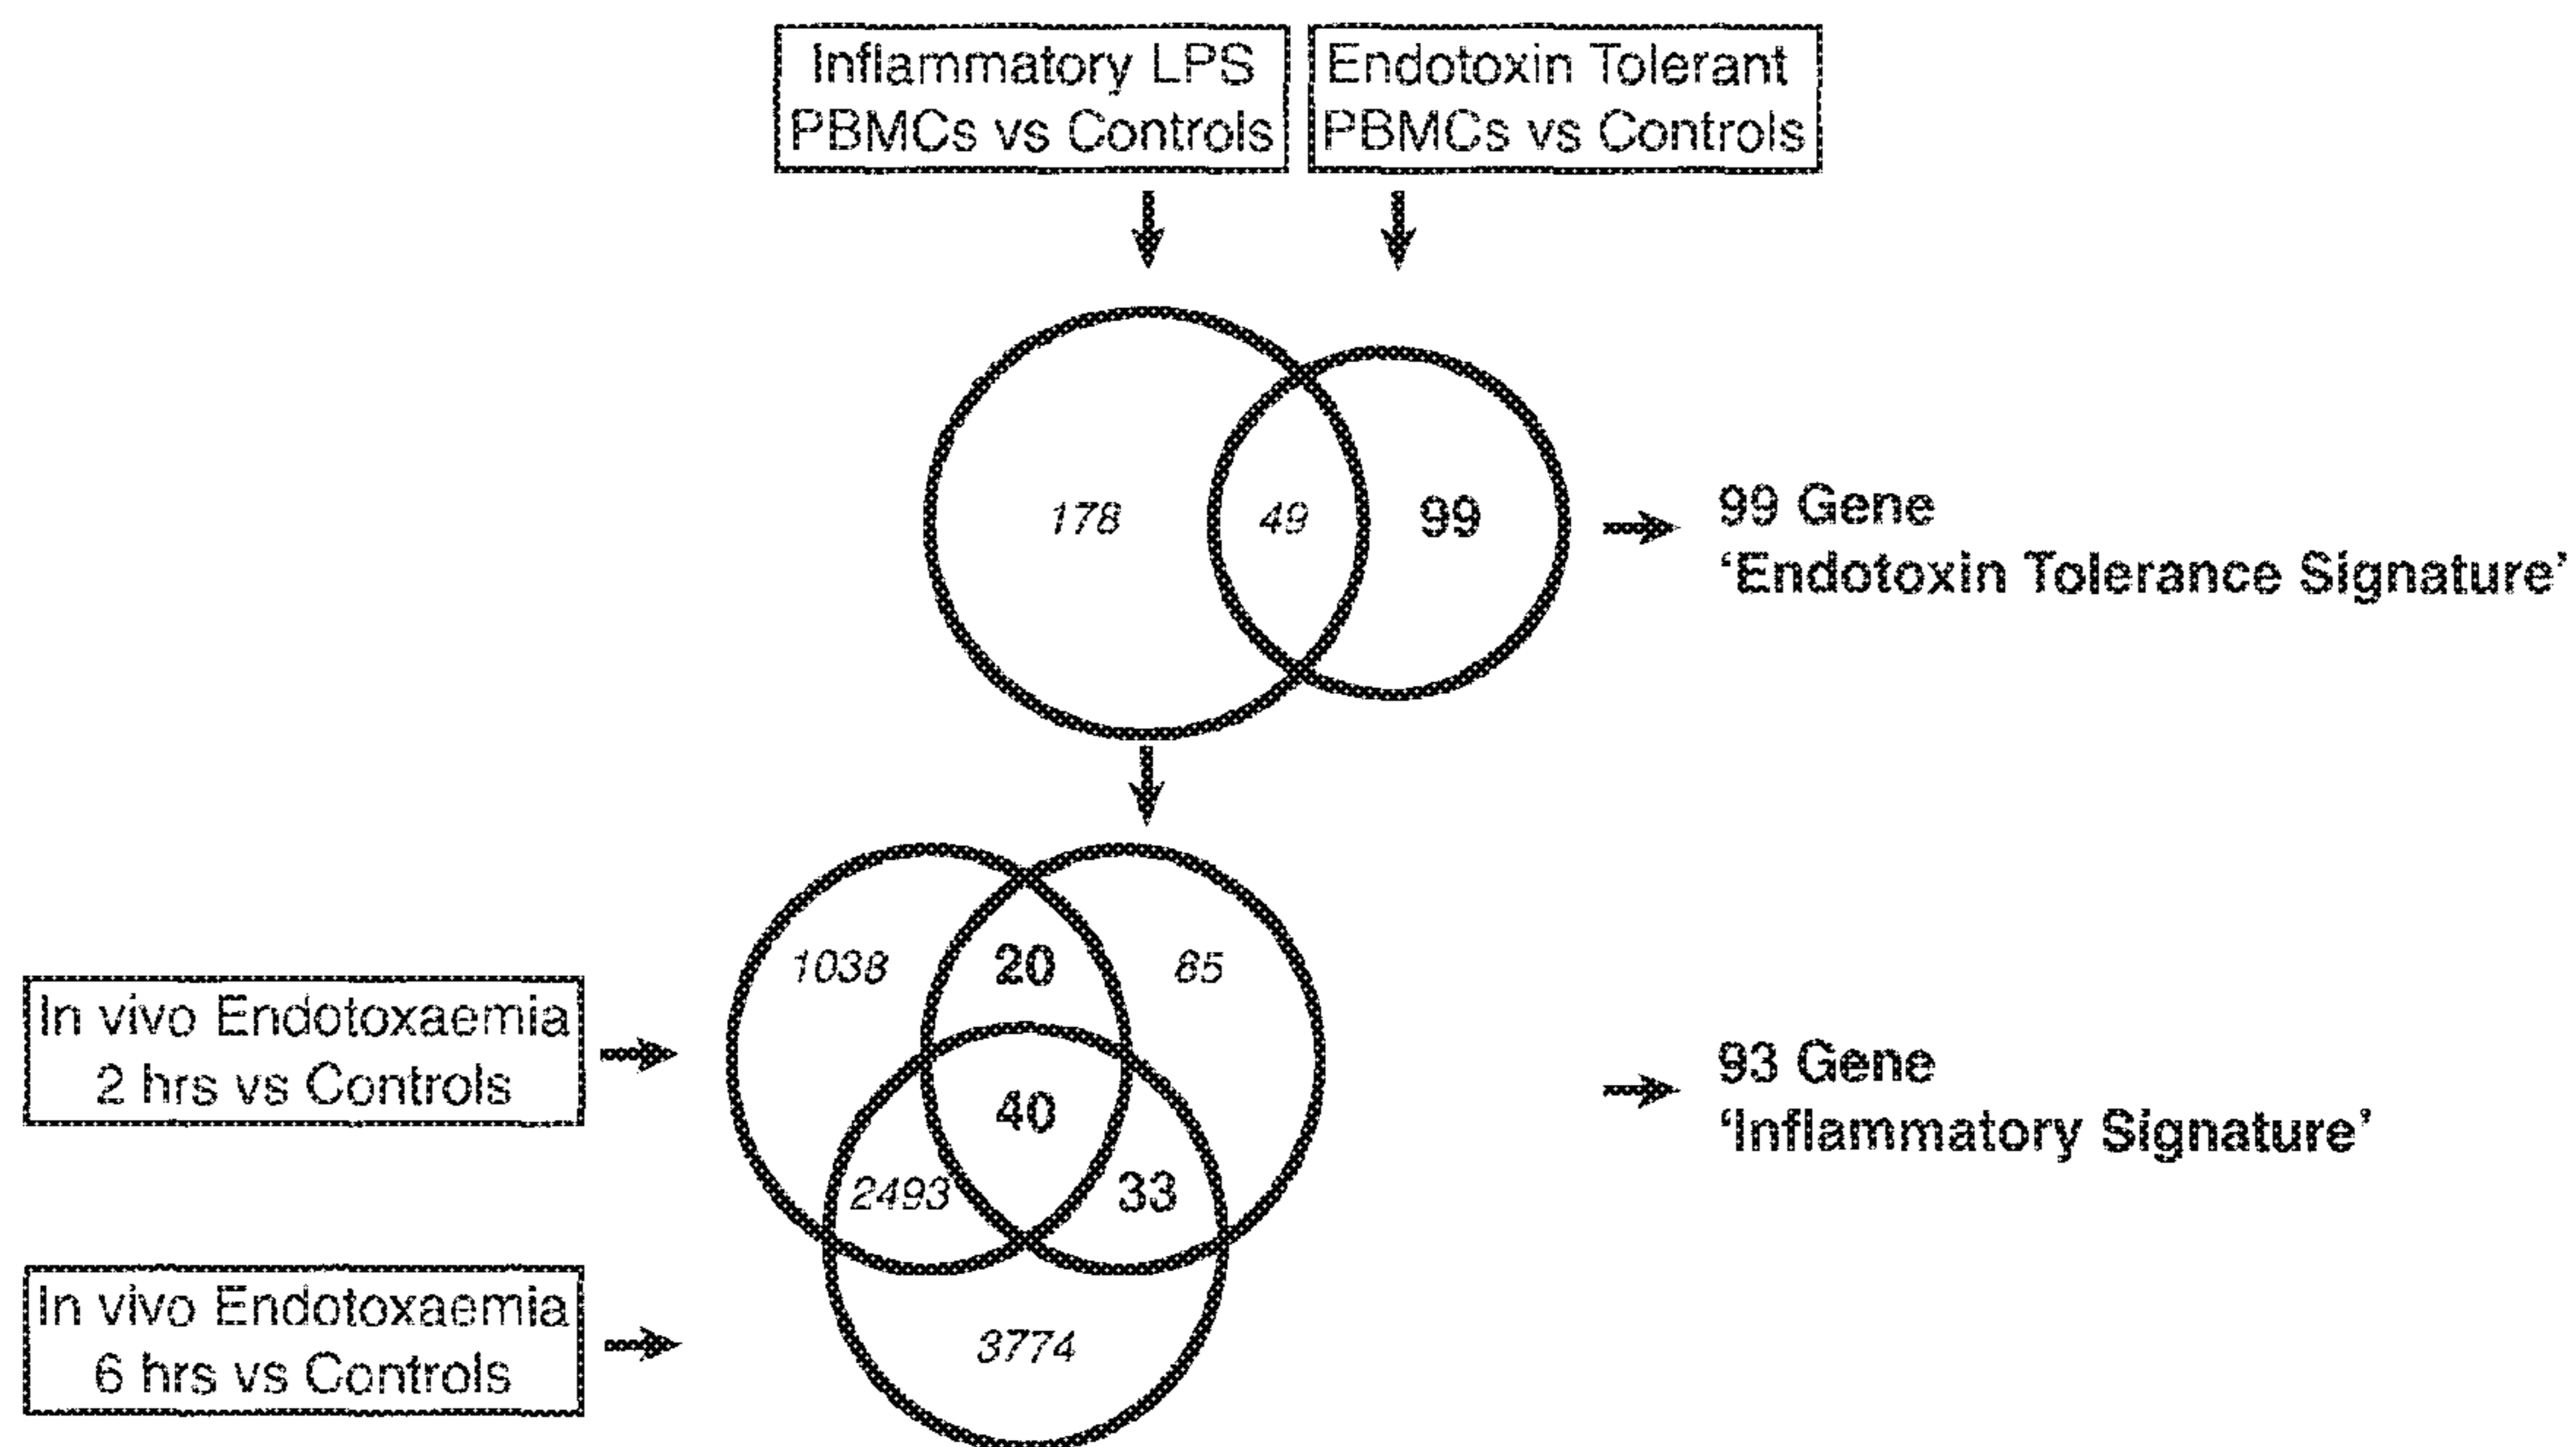 Inflammatory LPS
PBMCs vs Controls
Endotoxin Tolerant
PBMCs vs Controls
178
49
99
99 Gene
‘Endotoxin Tolerance Signature’
1038
20
85
In vivo Endotoxaemia
2 hrs vs Controls
40
93 Gene
‘Inflammatory Signature’
2493
33
In vivo Endotoxaemia
6 hrs vs Controls
3774